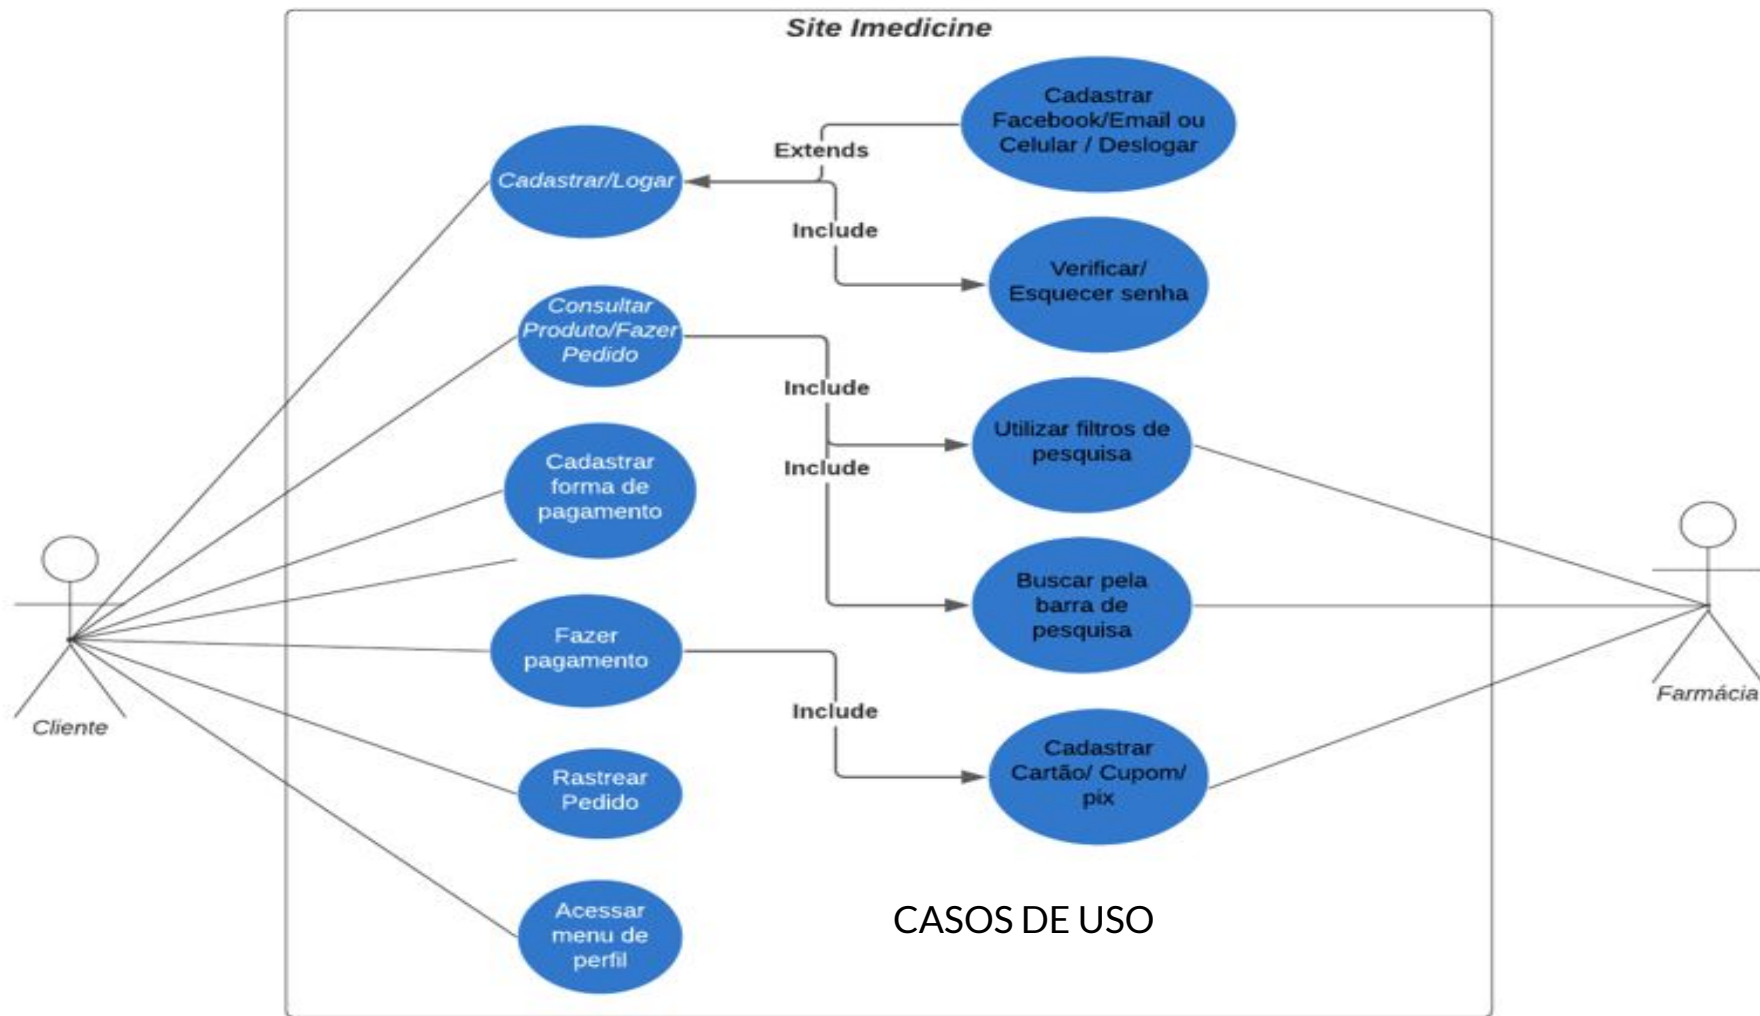 Site Imedicine
Cadastrar
Facebook/Email ou
Celular / Deslogar
Extends
Cadastrar/Logar
Include
Verificar/
Esquecer senha
Consultar
Produto/Fazer
Pedido
Include
Utilizar filtros de
pesquisa
Include
Cadastrar
forma de
pagamento
Buscar pela
barra de
pesquisa
Fazer
pagamento
Include
Cadastrar
Cartão/ Cupom/
pix
Rastrear
Pedido
Acessar
menu de
perfil
Cliente
Farmácia
CASOS DE USO